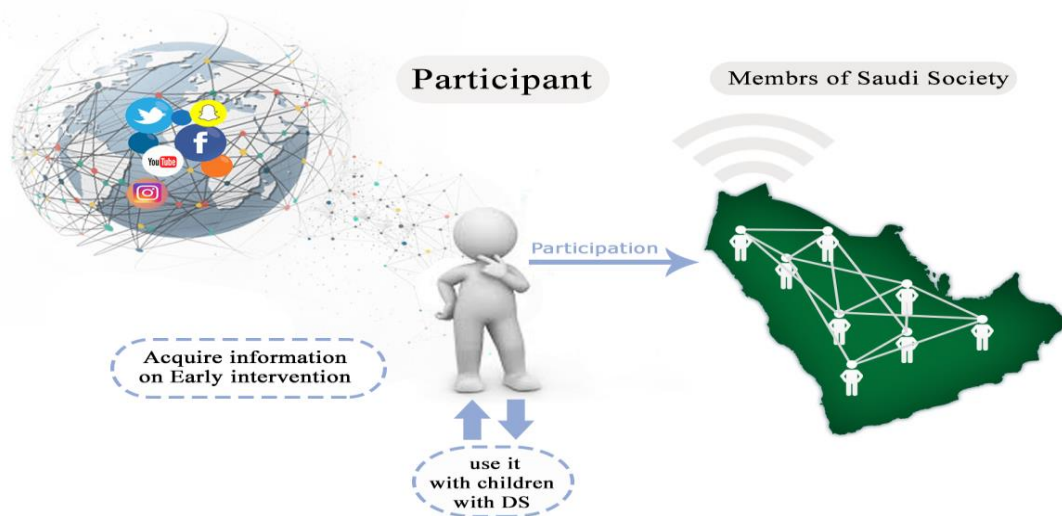 Participant
Membrs of Saudi Society
YouTube
f
Participation
Acquire information
on Early intervention
use it
with children
with DS